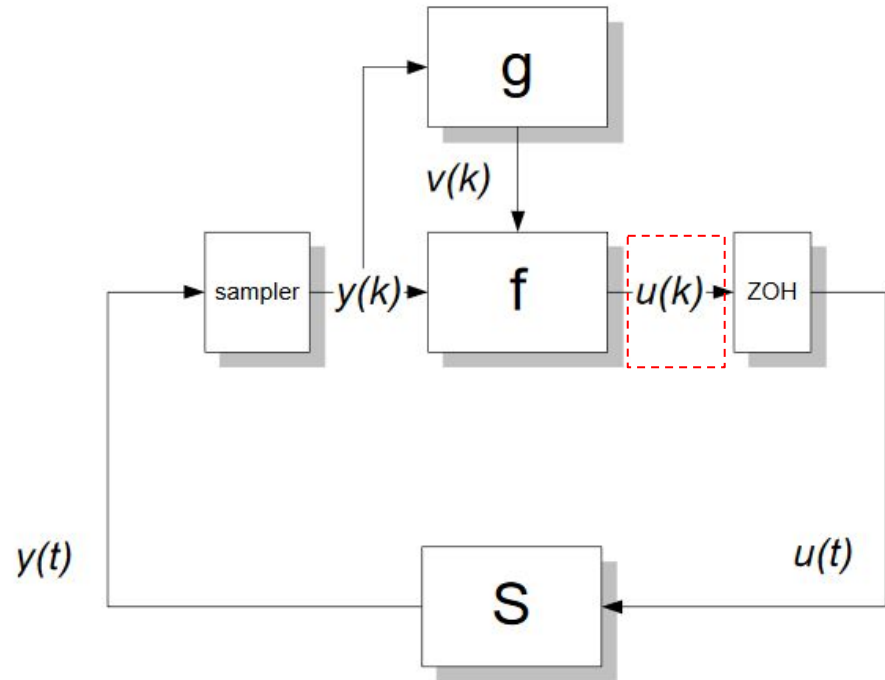 g
v(k)
sampler
y(k)
f
u(k)
ZOH
y(t)
S
u(t)